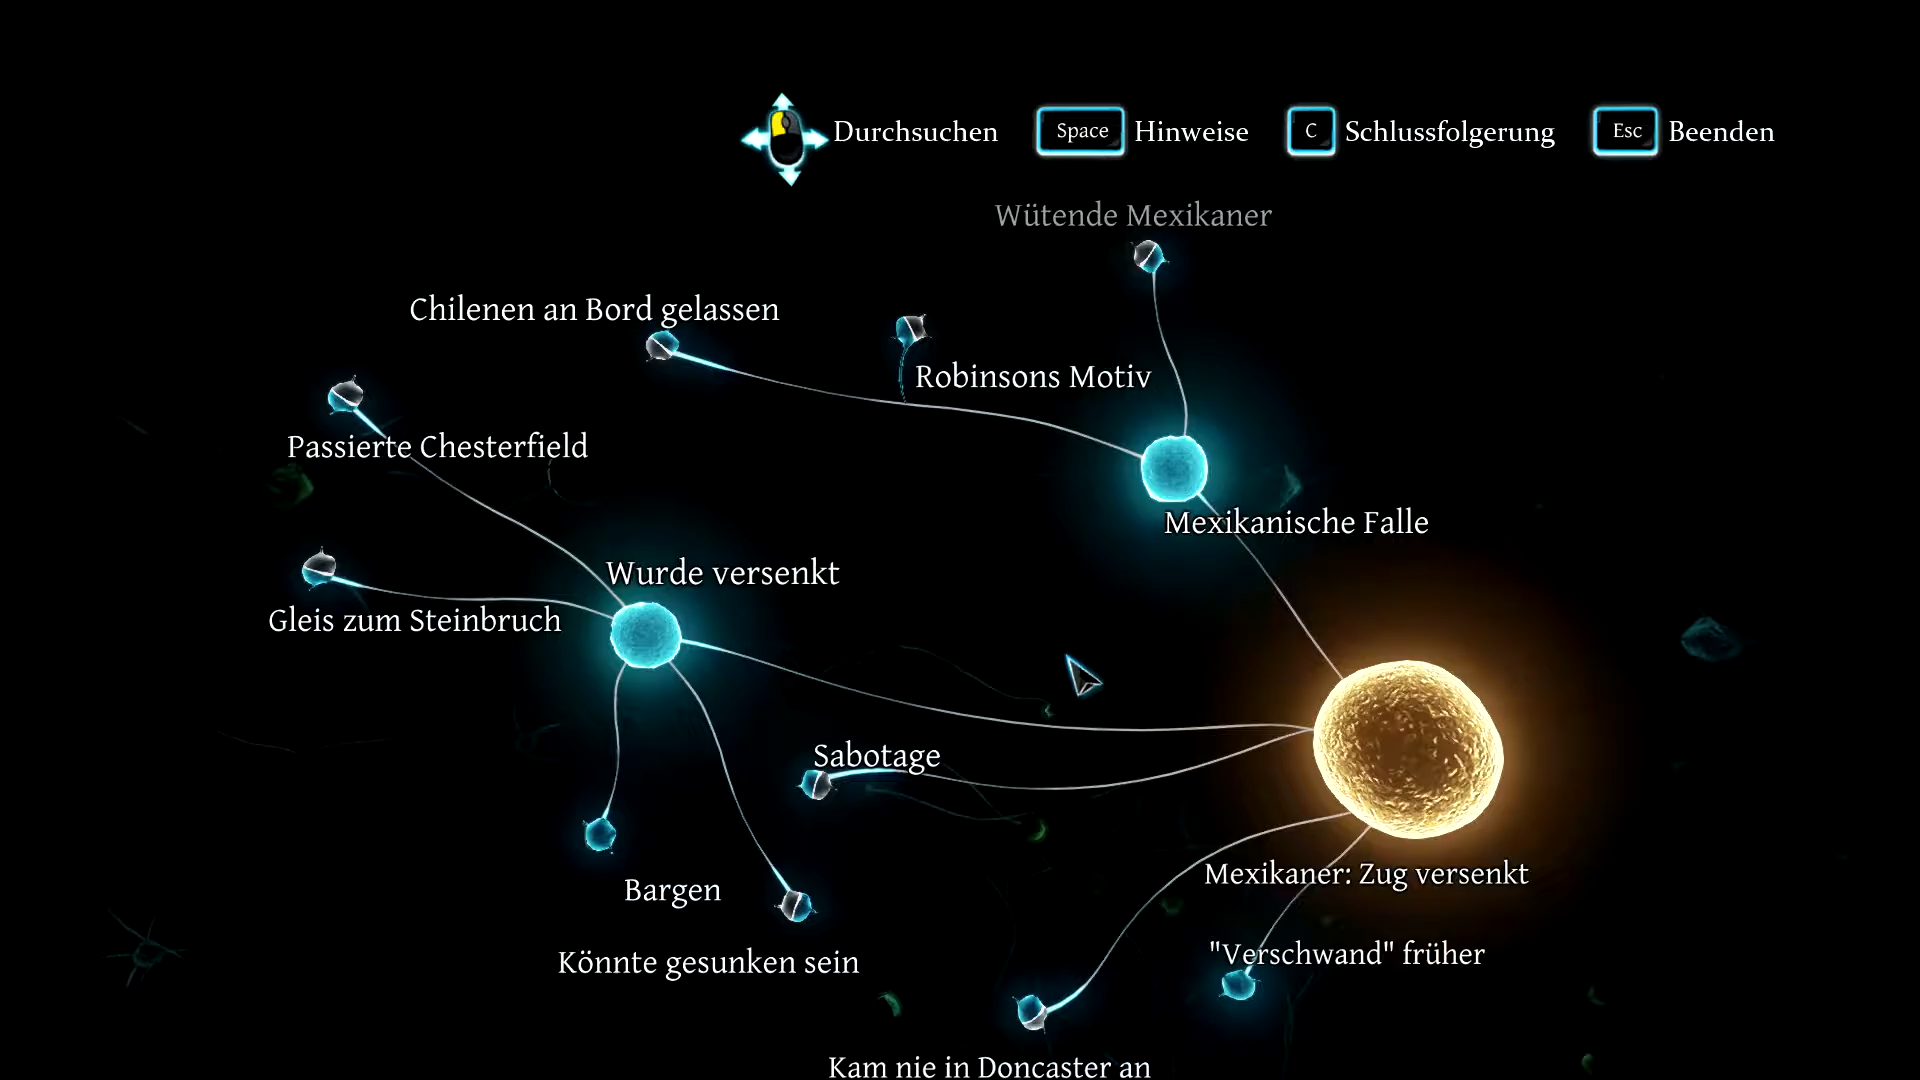 Durchsuchen
Space Hinweise
C Schlussfolgerung
Esc Beenden
Wütende Mexikaner
Chilenen an Bord gelassen
Robinsons Motiv
Passierte Chesterfield
Mexikanische Falle
Wurde versenkt
Gleis zum Steinbruch
Sabotage
Mexikaner: Zug versenkt
Bargen
"Verschwand" früher
Könnte gesunken sein
Kam nie in Doncaster an